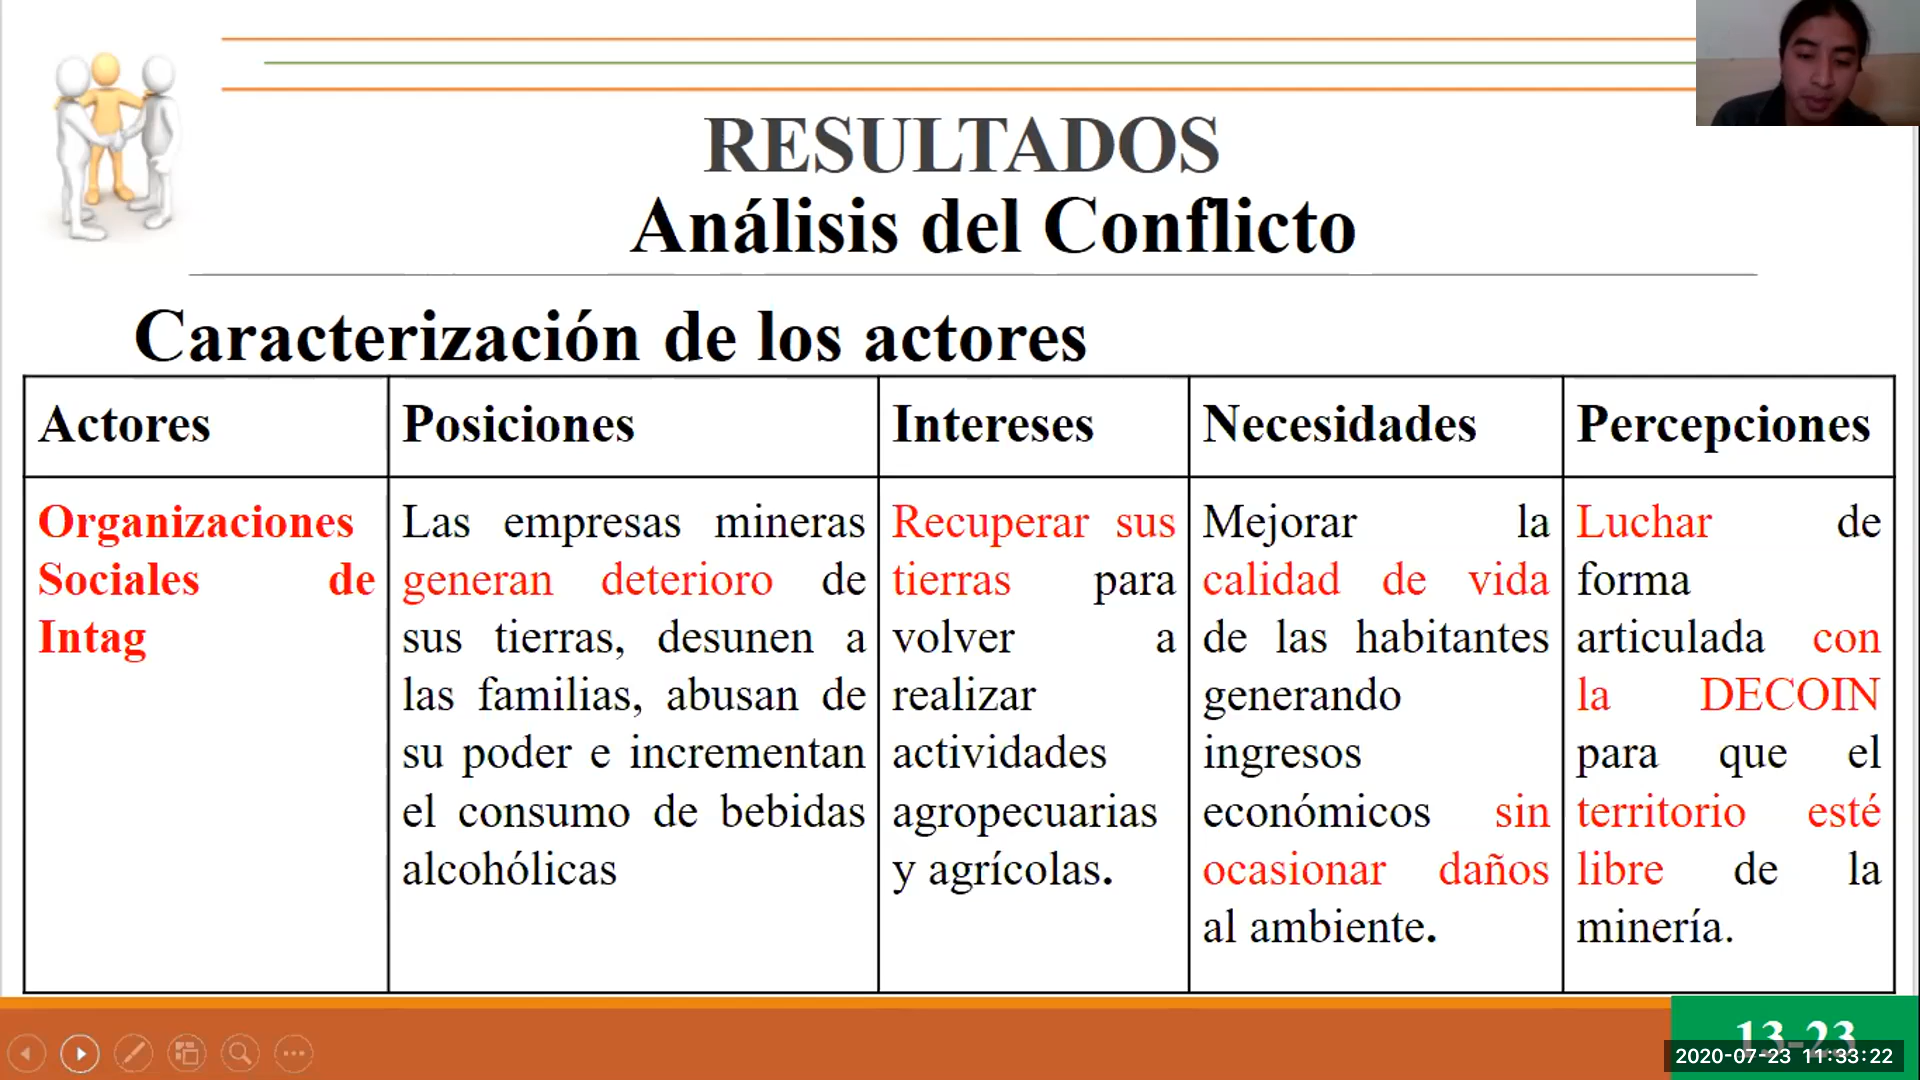 RESULTADOS
Análisis del Conflicto
Caracterización de los actores
Actores
Posiciones
Intereses
Necesidades
Percepciones
Organizaciones
Sociales de
Intag
Las empresas mineras
generan deterioro de
sus tierras, desunen a
las familias, abusan de
su poder e incrementan
el consumo de bebidas
alcohólicas
Recuperar sus
tierras para
volver a
realizar
actividades
agropecuarias
y agrícolas.
Mejorar la
calidad de vida
de las habitantes
generando
ingresos
económicos sin
ocasionar daños
al ambiente.
Luchar de
forma
articulada con
la DECOIN
para que el
territorio esté
libre de la
minería.
13-23
2020-07-23 11:33:22